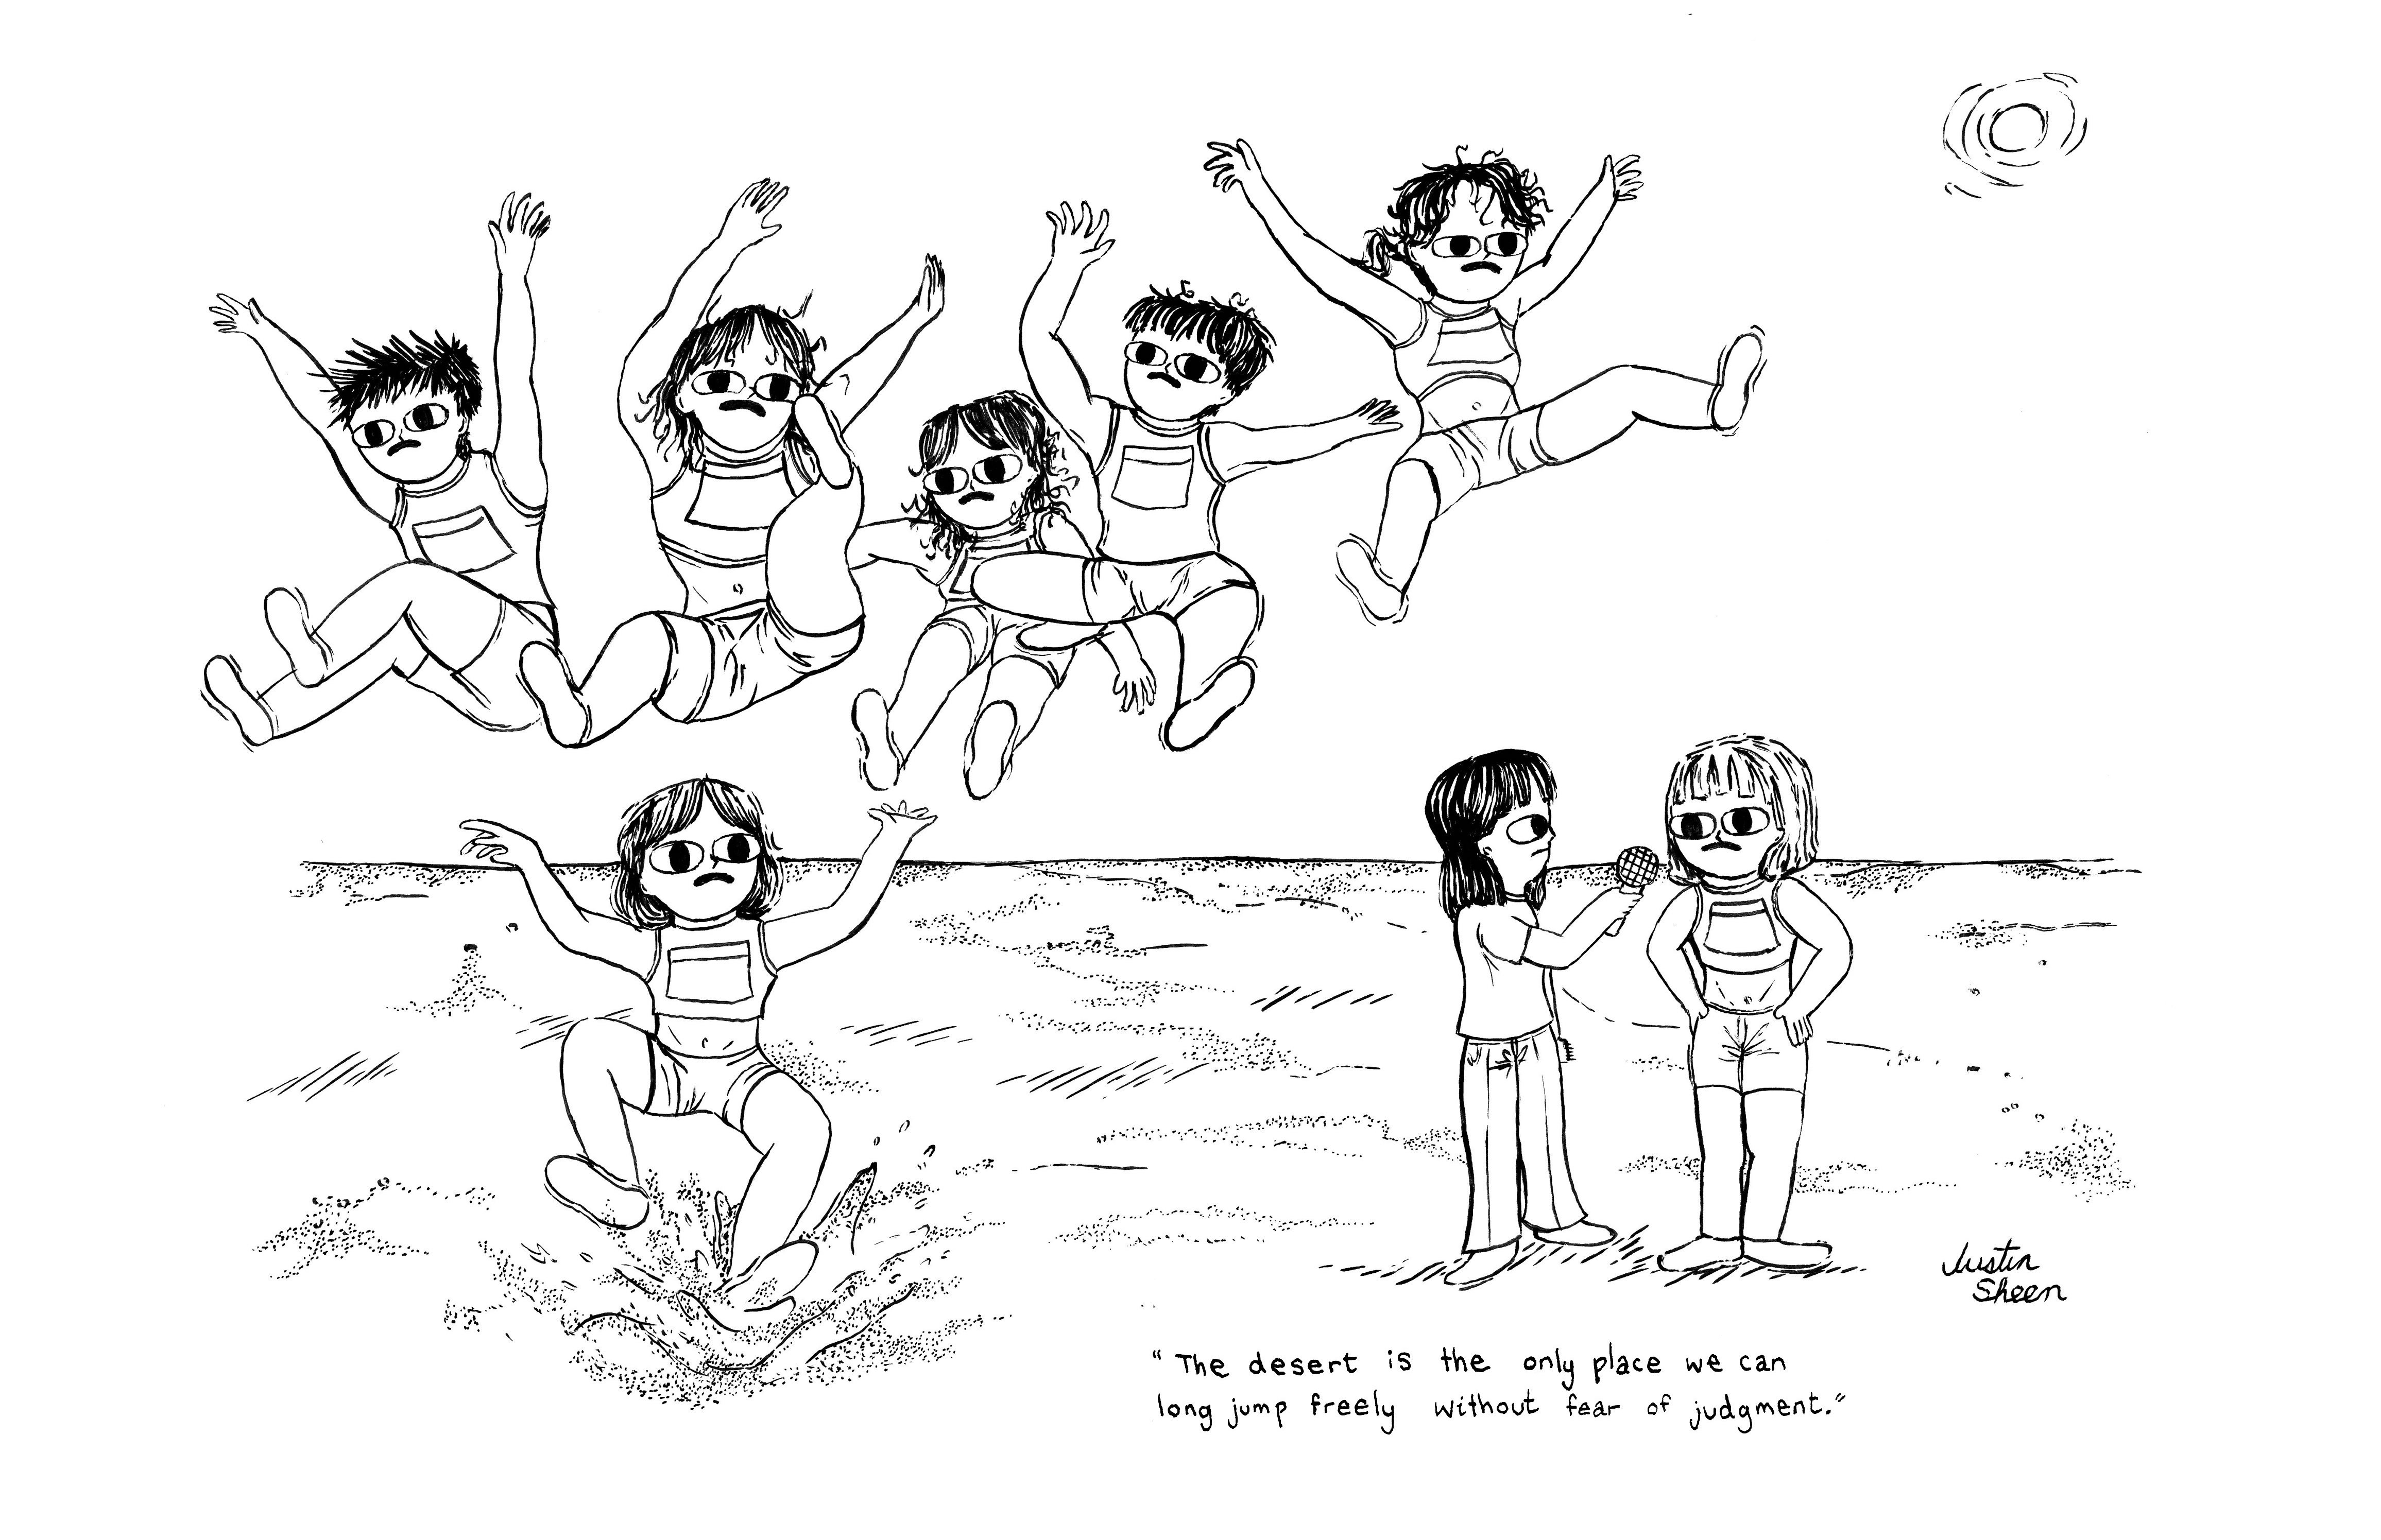 Justin
Sheen
"The desert is the only place we can
long jump freely without fear of judgment."